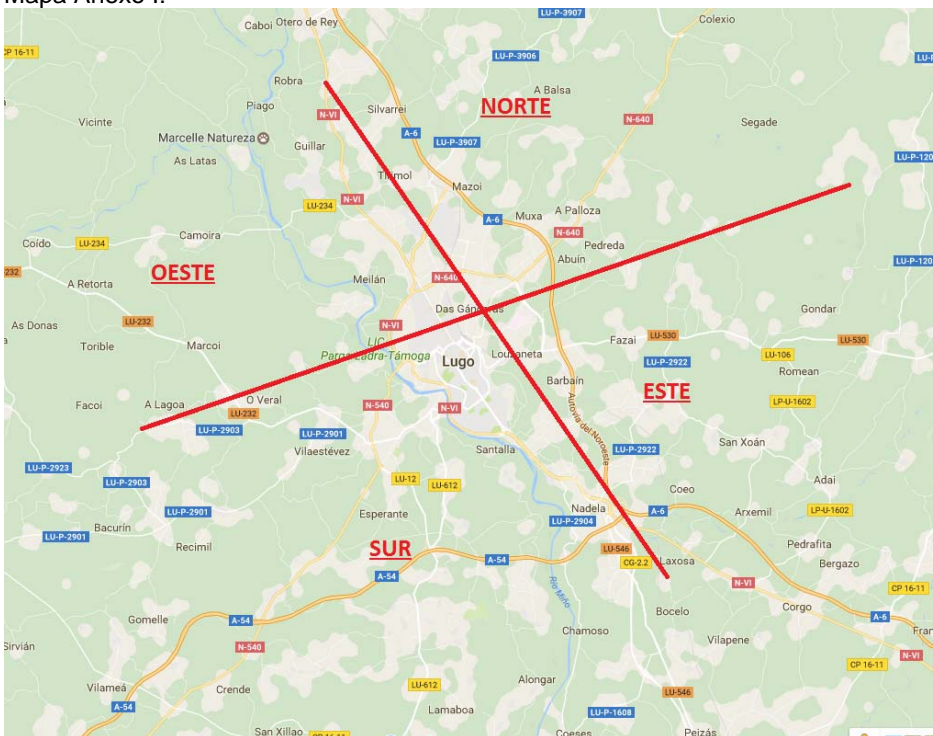 Mapa Anexo I.
Caboi Otero de Rey
LU-P-3907
Colexio
CP 16-11
LU-P-3906
Robra
A Balsa
Piago
N-VI
Silvarrei
NORTE
N-640
Segade
Vicinte
Marcelle Natureza
A-6
LU-P-3907
Guillar
As Latas
LU-P-120
Mazoi
LU-234
N-VI
A-6
Muxa
A Palloza
N-640
Coído
LU-234
Camoira
Pedreda
Abuín
LU-P-120
232
OESTE
Meilán
N-640
A Retorta
Gondar
As Donas
LU-232
N-VI
Torible
Marcoi
LIC
Parga-Ladra-Támoga
Lugo
Fazai
LU-530
LU-P-2922
LU-106
LU-530
Romean
Barbaín
ESTE
Facoi
A Lagoa
O Veral
LU-232
N-540
N-VI
LP-U-1602
LU-P-2903
LU-P-2901
Vilaestévez
Autovía del Noroeste
Santalla
LU-P-2922
San Xoán
LU-P-2923
LU-P-2903
LU-12
LU-612
Coeo
Adai
LU-P-2901
Esperante
Nadela
A-6
Arxemil
LP-U-1602
Bacurín
LU-P-2901
LU-P-2904
Recimil
SUR
LU-546
Pedrafita
A-54
A-54
CG-2.2
Laxosa
Bergazo
Río Miño
N-VI
CP 16-11
Gomelle
A-54
Bocelo
Corgo
A-6
Chamoso
Sirvián
N-540
Vilapene
N-VI
CP 16-11
Vilameá
Crende
LU-612
Alongar
LU-546
A-54
Lamaboa
LU-P-1608
San Xillao
CP 16-11
Coeses
Peizás